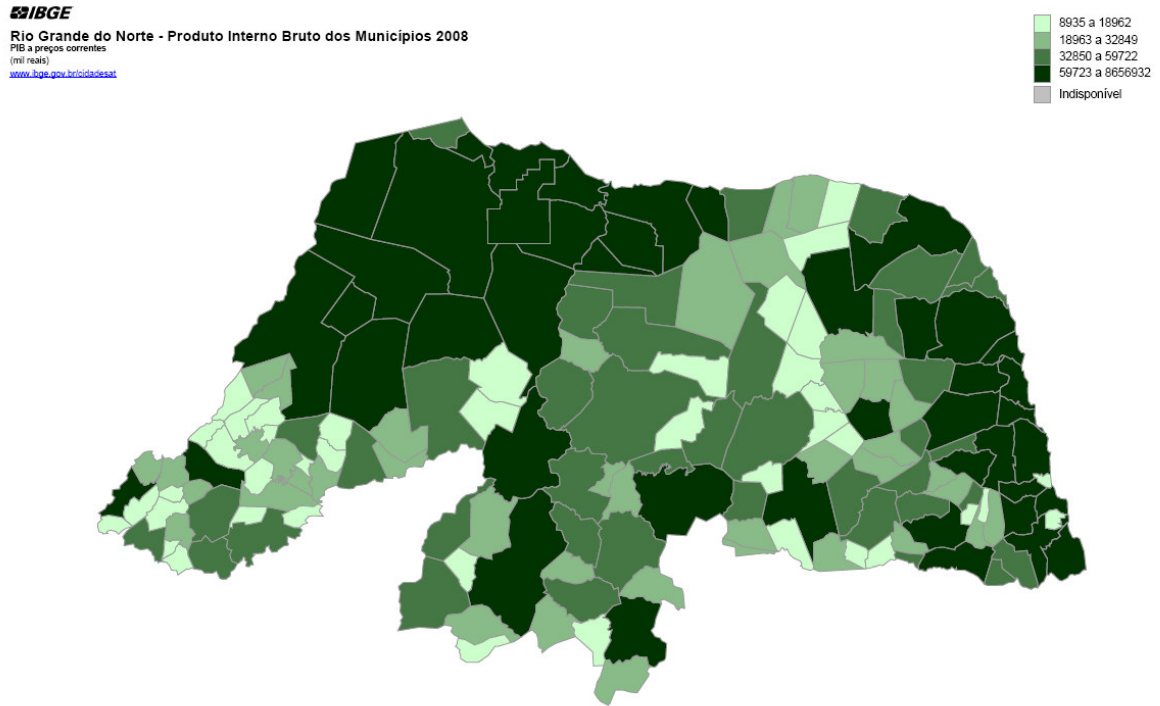 IBGE
Rio Grande do Norte - Produto Interno Bruto dos Municípios 2008
PIB a preços correntes
(mil reais)
www.ibge.gov.br/cidadesat
8935 a 18962
18963 a 32849
32850 a 59722
59723 a 8656932
Indisponível